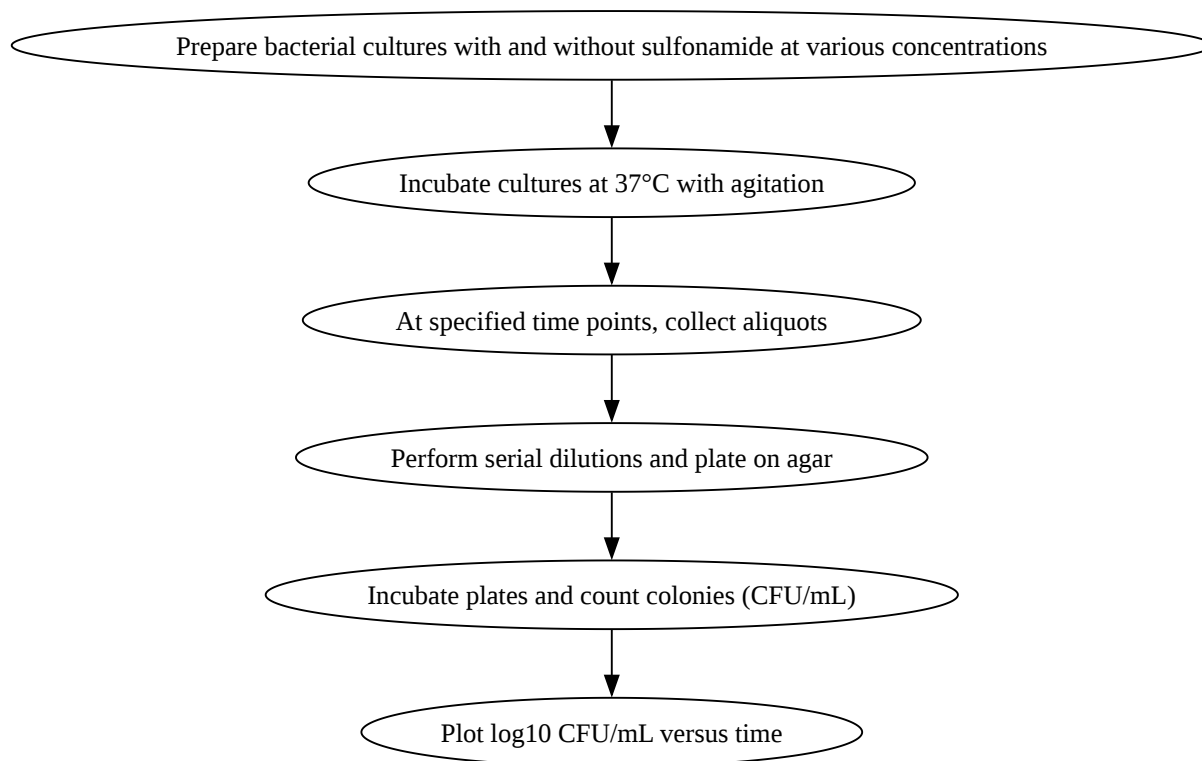 Prepare bacterial cultures with and without sulfonamide at various concentrations
Incubate cultures at 37°C with agitation
At specified time points, collect aliquots
Perform serial dilutions and plate on agar
Incubate plates and count colonies (CFU/mL)
Plot log10 CFU/mL versus time